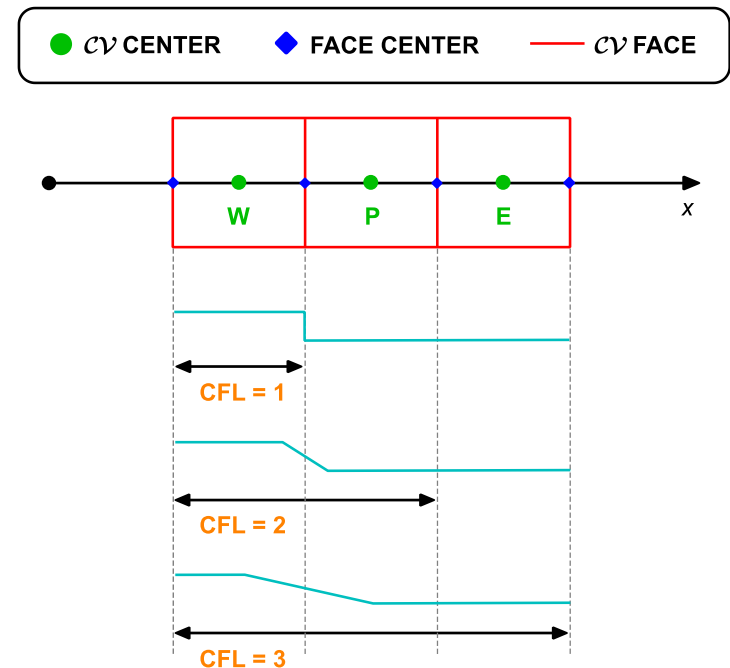 𝒞𝒱 CENTER FACE CENTER 𝒞𝒱 FACE
x
W P E
CFL = 1
CFL = 2
CFL = 3